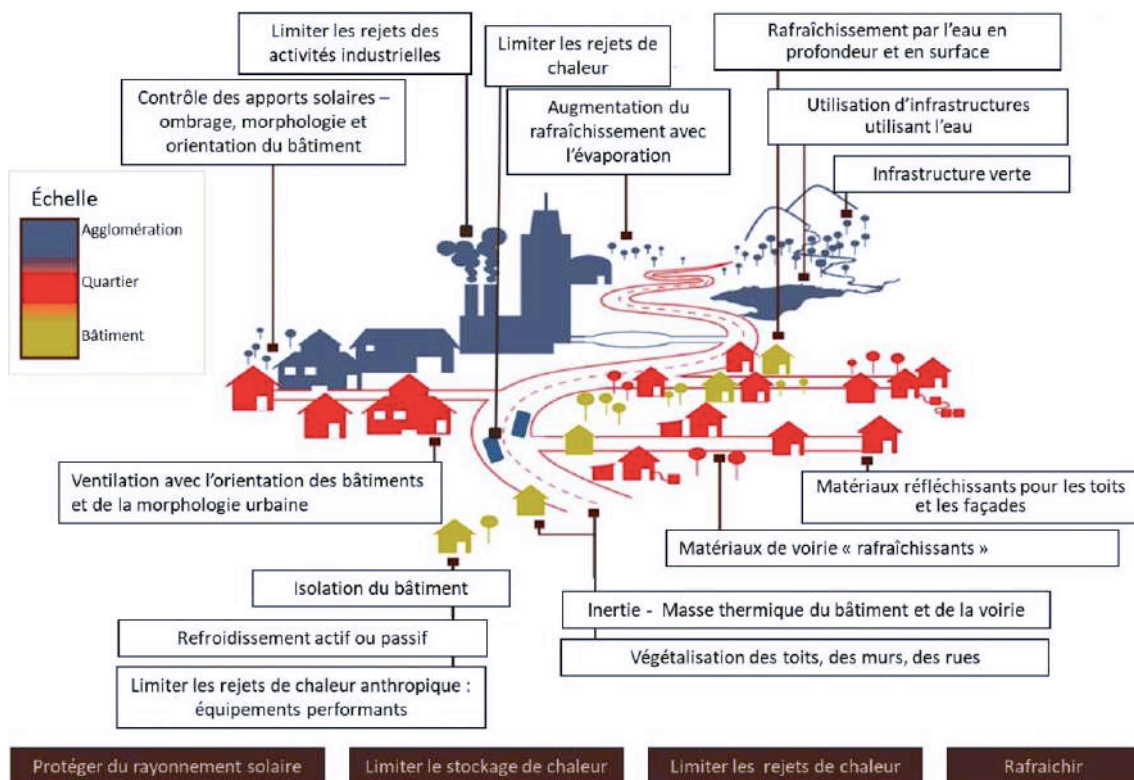 Limiter les rejets des
activités industrielles
Limiter les rejets de
chaleur
Rafraîchissement par l'eau en
profondeur et en surface
Contrôle des apports solaires –
ombrage, morphologie et
orientation du bâtiment
Augmentation du
rafraîchissement avec
l'évaporation
Utilisation d'infrastructures
utilisant l'eau
Infrastructure verte
Échelle
Agglomération
Quartier
Bâtiment
Ventilation avec l'orientation des bâtiments
et de la morphologie urbaine
Matériaux réfléchissants pour les toits
et les façades
Matériaux de voirie « rafraîchissants »
Isolation du bâtiment
Inertie - Masse thermique du bâtiment et de la voirie
Refroidissement actif ou passif
Végétalisation des toits, des murs, des rues
Limiter les rejets de chaleur anthropique :
équipements performants
Protéger du rayonnement solaire
Limiter le stockage de chaleur
Limiter les rejets de chaleur
Rafraichir